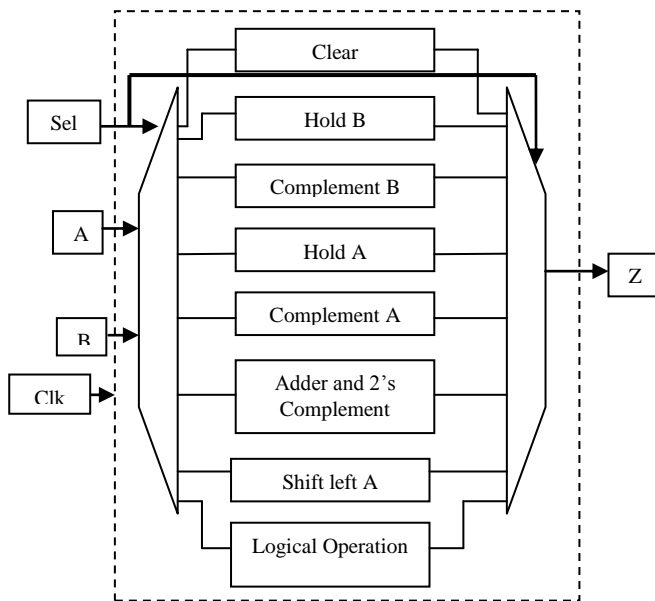 Clear
Sel
Hold B
Complement B
A
Hold A
Z
Complement A
B
Clk
Adder and 2's
Complement
Shift left A
Logical Operation